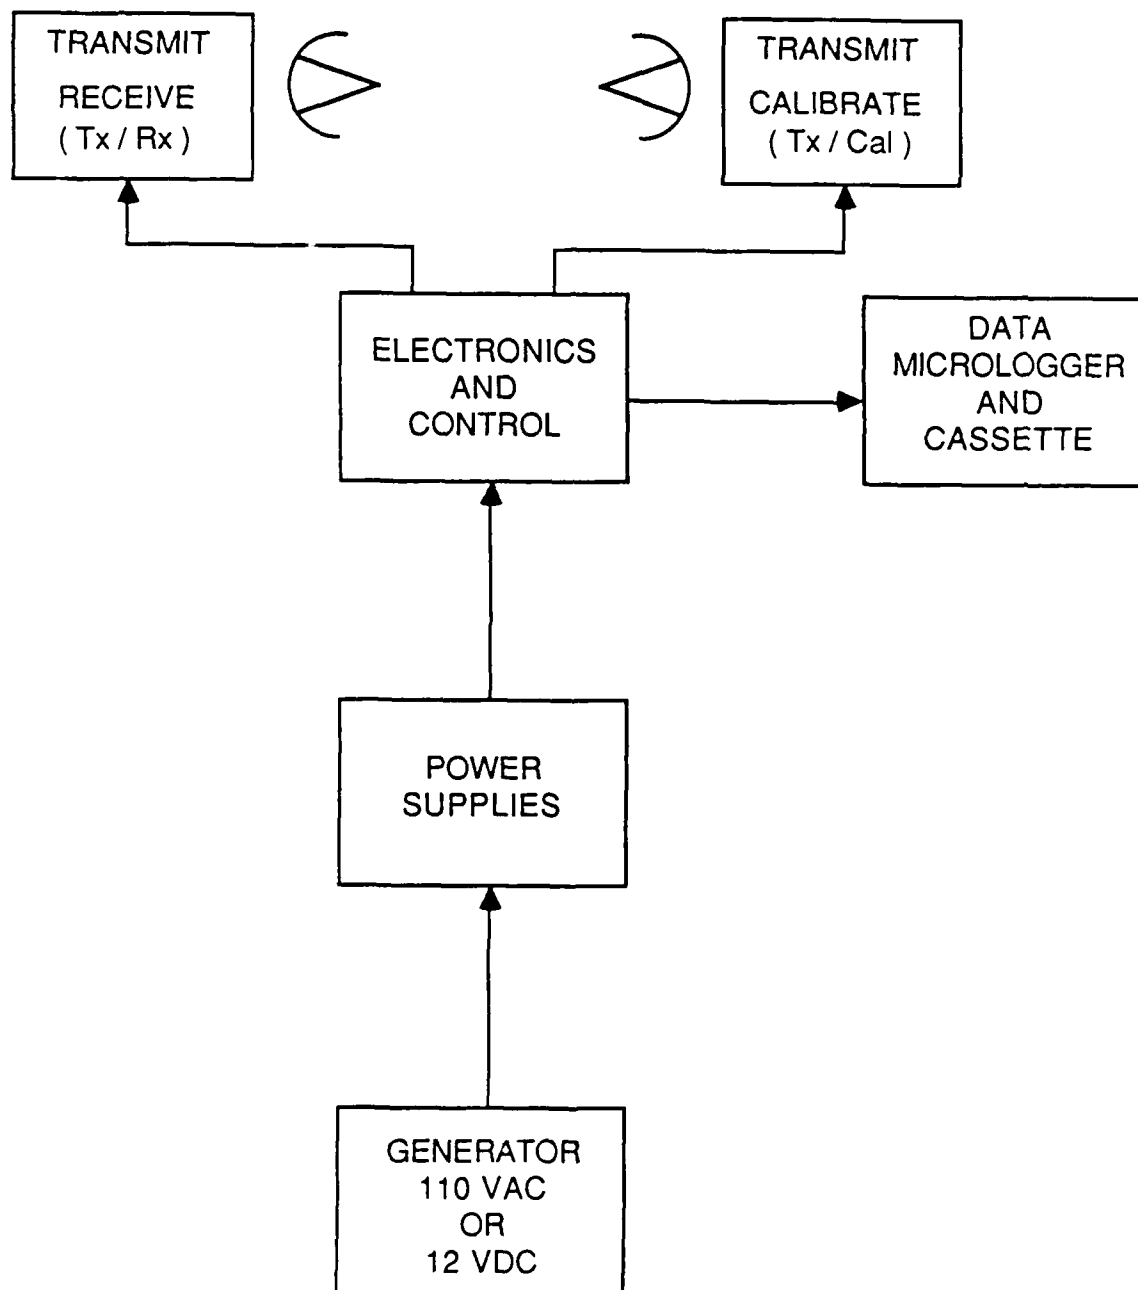 TRANSMIT
RECEIVE
( Tx / Rx )
TRANSMIT
CALIBRATE
( Tx / Cal )
ELECTRONICS
AND
CONTROL
DATA
MICROLOGGER
AND
CASSETTE
POWER
SUPPLIES
GENERATOR
110 VAC
OR
12 VDC